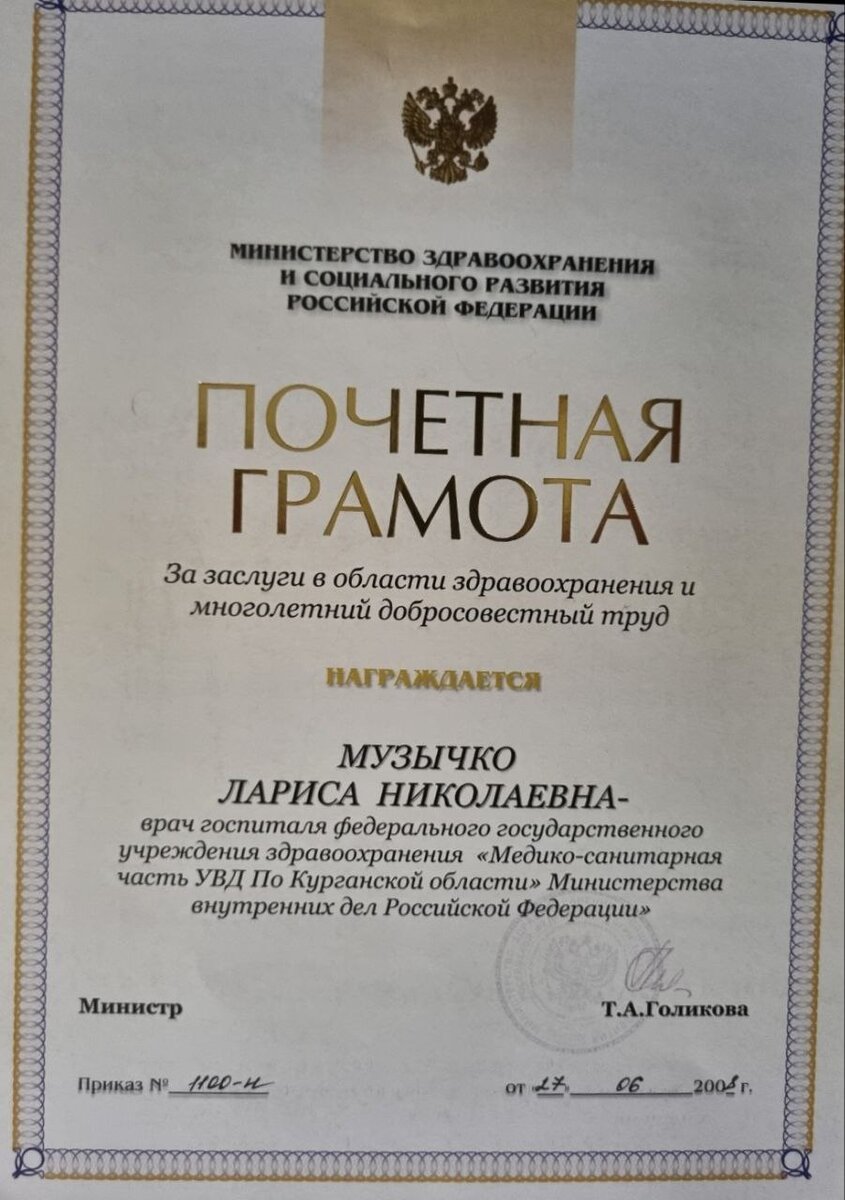 МИНИСТЕРСТВО ЗДРАВООХРАНЕНИЯ
И СОЦИАЛЬНОГО РАЗВИТИЯ
РОССИЙСКОЙ ФЕДЕРАЦИИ
ПОЧЕТНАЯ
ГРАМОТА
За заслуги в области здравоохранения и
многолетний добросовестный труд
НАГРАЖДАЕТСЯ
МУЗЫЧКО
ЛАРИСА НИКОЛАЕВНА-
врач госпиталя федерального государственного
учреждения здравоохранения «Медико-санитарная
часть УВД По Курганской области» Министерства
внутренних дел Российской Федерации»
Министр Т.А.Голикова
Приказ № 1100-н от «27» 06 2008 г.